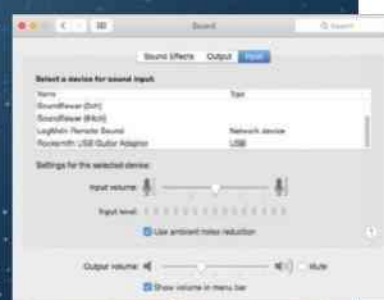 Sound
Search
Sound Effects Output Input
Select a device for sound input:
Name Type
Soundflower (2ch)
Soundflower (64ch)
LogMeIn Remote Sound Network device
Rocksmith USB Guitar Adapter USB
Settings for the selected device:
Input volume:
Input level:
Use ambient noise reduction
?
Output volume: Mute
Show volume in menu bar